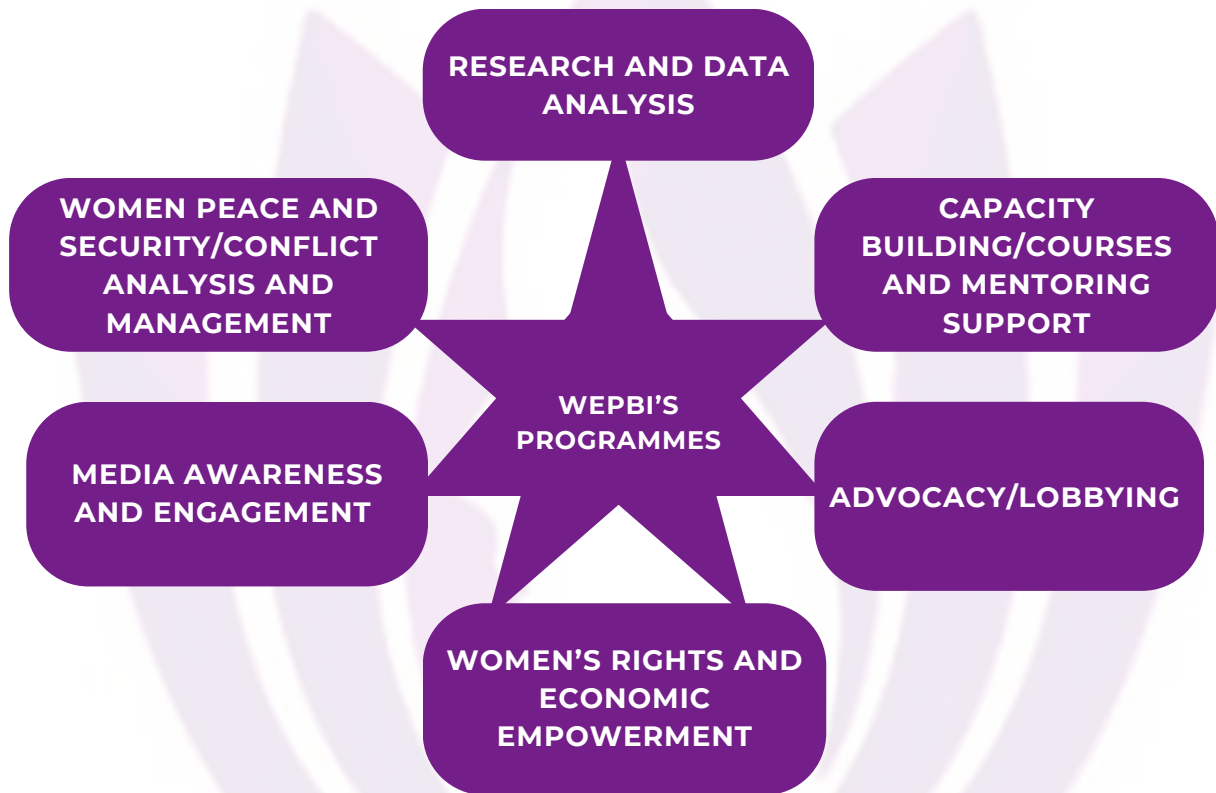 RESEARCH AND DATA
ANALYSIS
WOMEN PEACE AND
SECURITY/CONFLICT
ANALYSIS AND
MANAGEMENT
CAPACITY
BUILDING/COURSES
AND MENTORING
SUPPORT
WEPBI’S
PROGRAMMES
MEDIA AWARENESS
AND ENGAGEMENT
ADVOCACY/LOBBYING
WOMEN’S RIGHTS AND
ECONOMIC
EMPOWERMENT